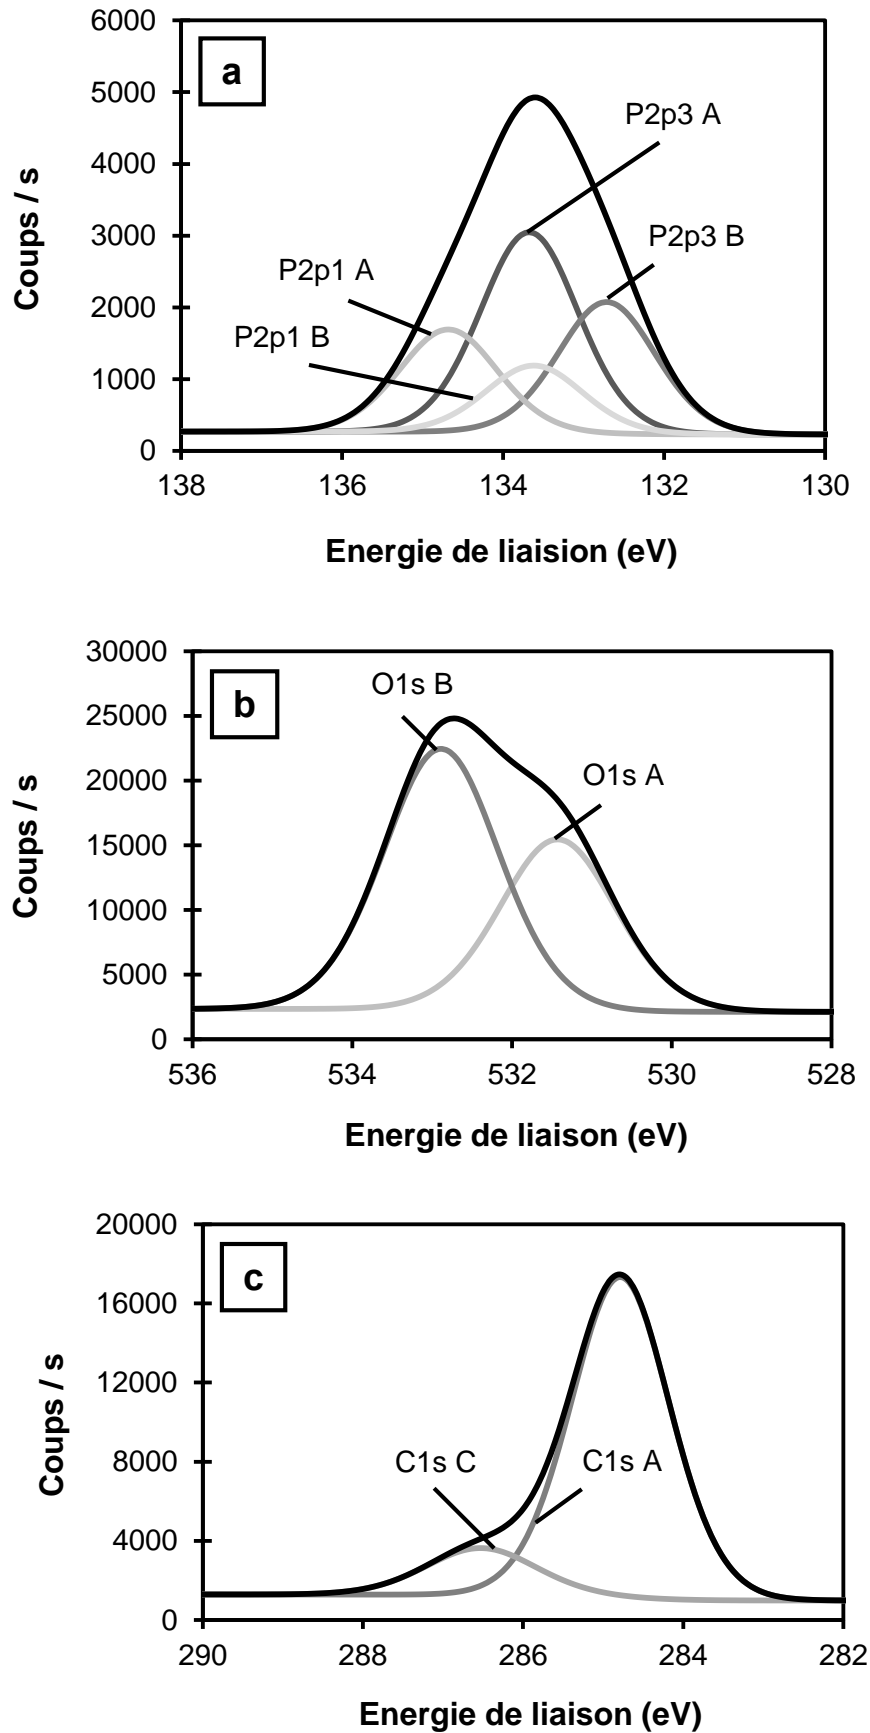 6000
a
5000
P2p3 A
4000
3000
P2p3 B
P2p1 A
2000
P2p1 B
1000
0
138 136 134 132 130
Coups / s
Energie de liaision (eV)
30000
b
O1s B
25000
O1s A
20000
15000
10000
5000
0
536 534 532 530 528
Coups / s
Energie de liaison (eV)
20000
c
16000
12000
8000
C1s C C1s A
4000
0
290 288 286 284 282
Coups / s
Energie de liaison (eV)